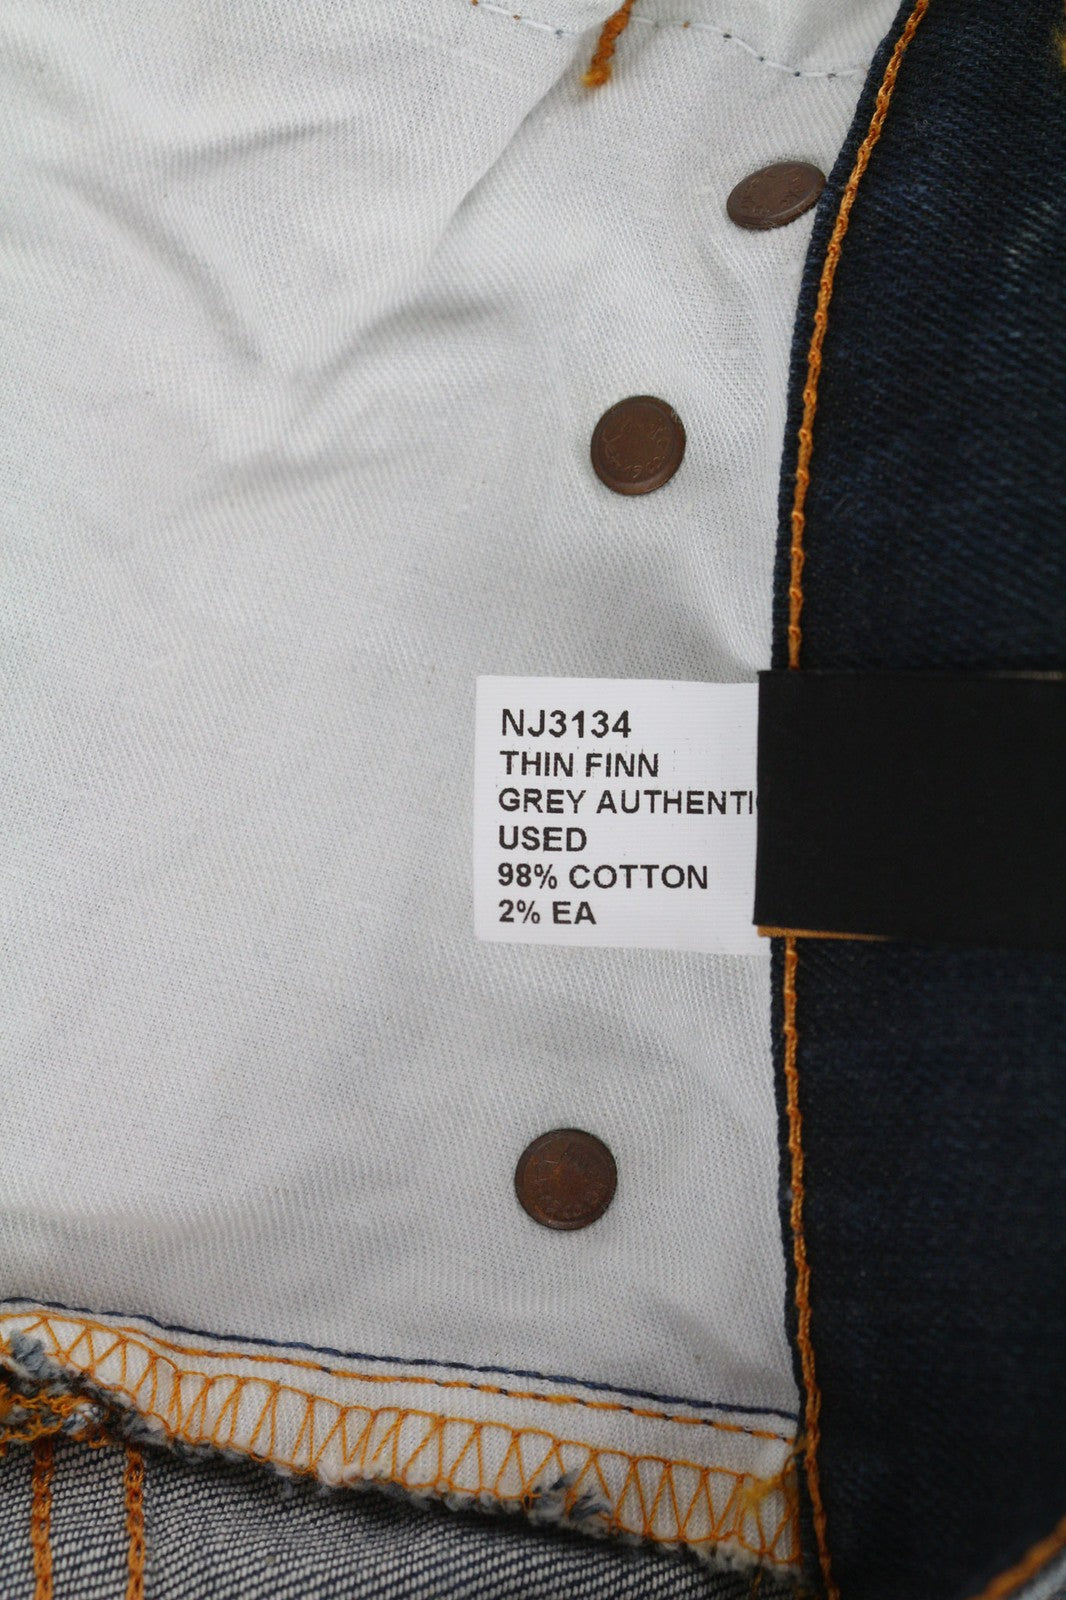 NJ3134
THIN FINN
GREY AUTHENTI
USED
98% COTTON
2% EA